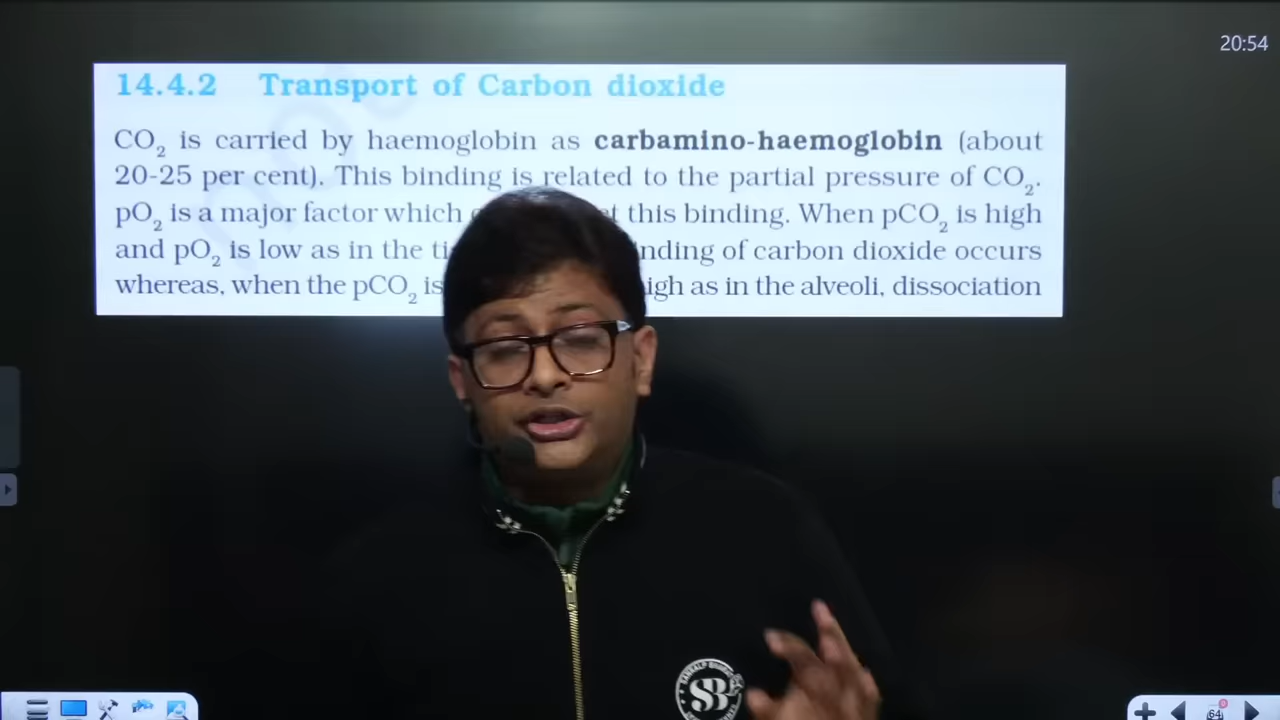 20:54
14.4.2 Transport of Carbon dioxide
CO₂ is carried by haemoglobin as carbamino-haemoglobin (about
20-25 per cent). This binding is related to the partial pressure of CO₂.
pO₂ is a major factor which this binding. When pCO₂ is high
and pO₂ is low as in the of carbon dioxide occurs
whereas, when the pCO₂ is as in the alveoli, dissociation
SB
64